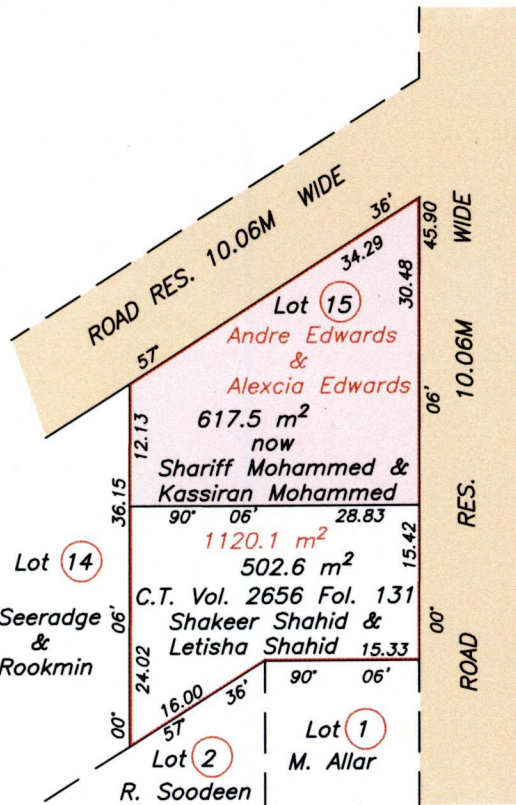 ROAD RES. 10.06M WIDE
57° 36'
34.29
45.90
30.48
06'
00°
ROAD RES. 10.06M WIDE
Lot 15
Andre Edwards
&
Alexcia Edwards
617.5 m²
now
Shariff Mohammed &
Kassiran Mohammed
12.13
36.15
90° 06' 28.83
15.42
1120.1 m²
502.6 m²
C.T. Vol. 2656 Fol. 131
Shakeer Shahid &
Letisha Shahid
15.33
90° 06'
Lot 14
Seeradge
&
Rookmin
06'
00°
24.02
16.00
57° 36'
Lot 2
R. Soodeen
Lot 1
M. Allar